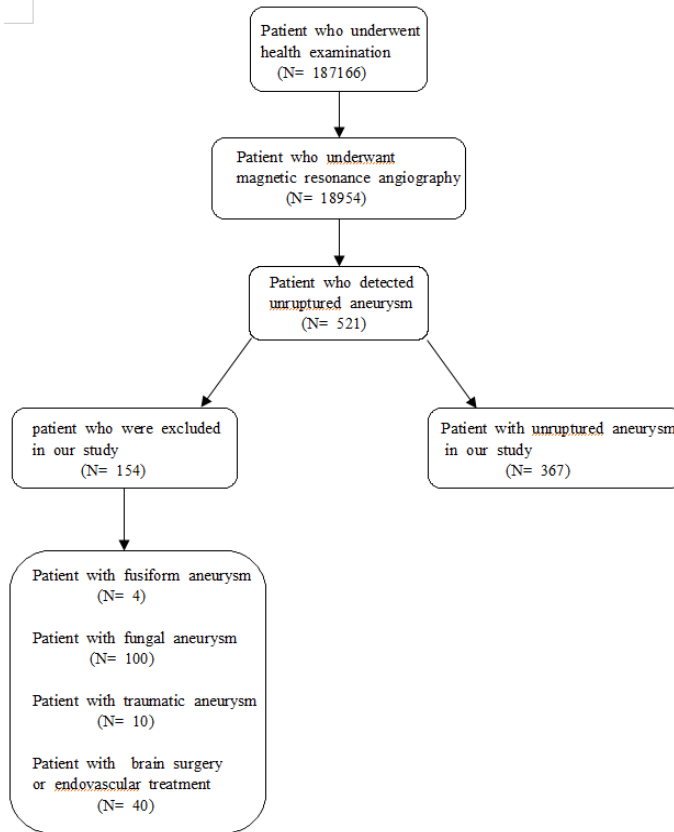 Patient who underwent
health examination
(N= 187166)
Patient who underwant
magnetic resonance angiography
(N= 18954)
Patient who detected
unruptured aneurysm
(N= 521)
patient who were excluded
in our study
(N= 154)
Patient with unruptured aneurysm
in our study
(N= 367)
Patient with fusiform aneurysm
(N= 4)
Patient with fungal aneurysm
(N= 100)
Patient with traumatic aneurysm
(N= 10)
Patient with brain surgery
or endovascular treatment
(N= 40)